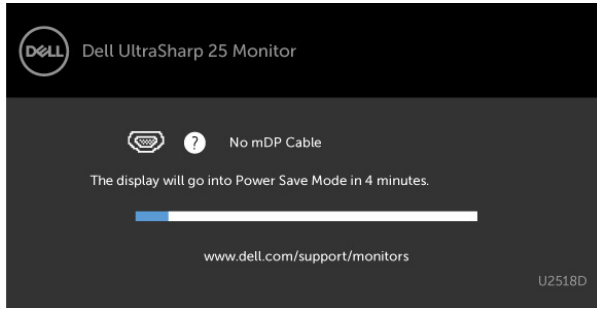 DELL
Dell UltraSharp 25 Monitor
? No mDP Cable
The display will go into Power Save Mode in 4 minutes.
www.dell.com/support/monitors
U2518D